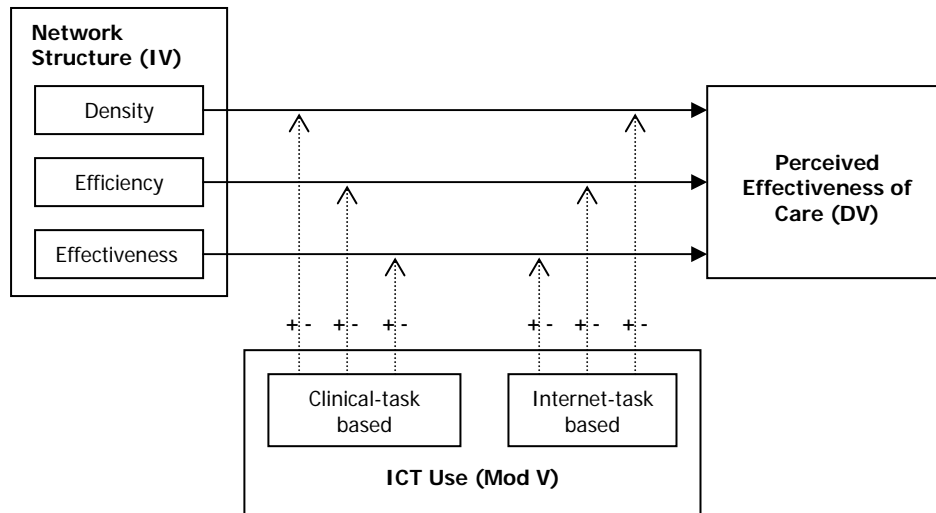 Network
Structure (IV)
Density
Efficiency
Effectiveness
Perceived
Effectiveness of
Care (DV)
+ - + - + - + - + - + -
Clinical-task
based
Internet-task
based
ICT Use (Mod V)